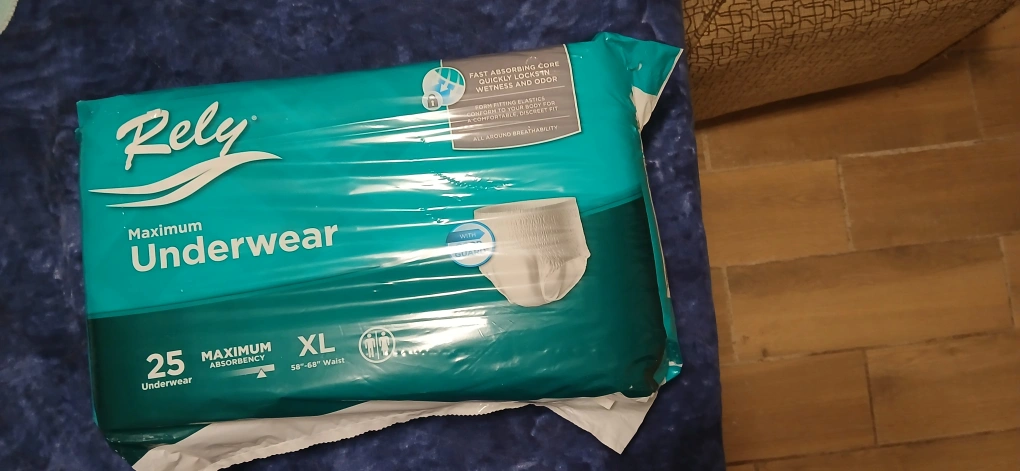 FAST ABSORBING CORE
QUICKLY LOCKS IN
WETNESS AND ODOR
FORM FITTING ELASTICS
CONFORM TO YOUR BODY FOR
A COMFORTABLE, DISCREET FIT
ALL AROUND BREATHABILITY
Rely
Maximum
Underwear
WITH
25
Underwear
MAXIMUM
ABSORBENCY
XL
58"-68" Waist